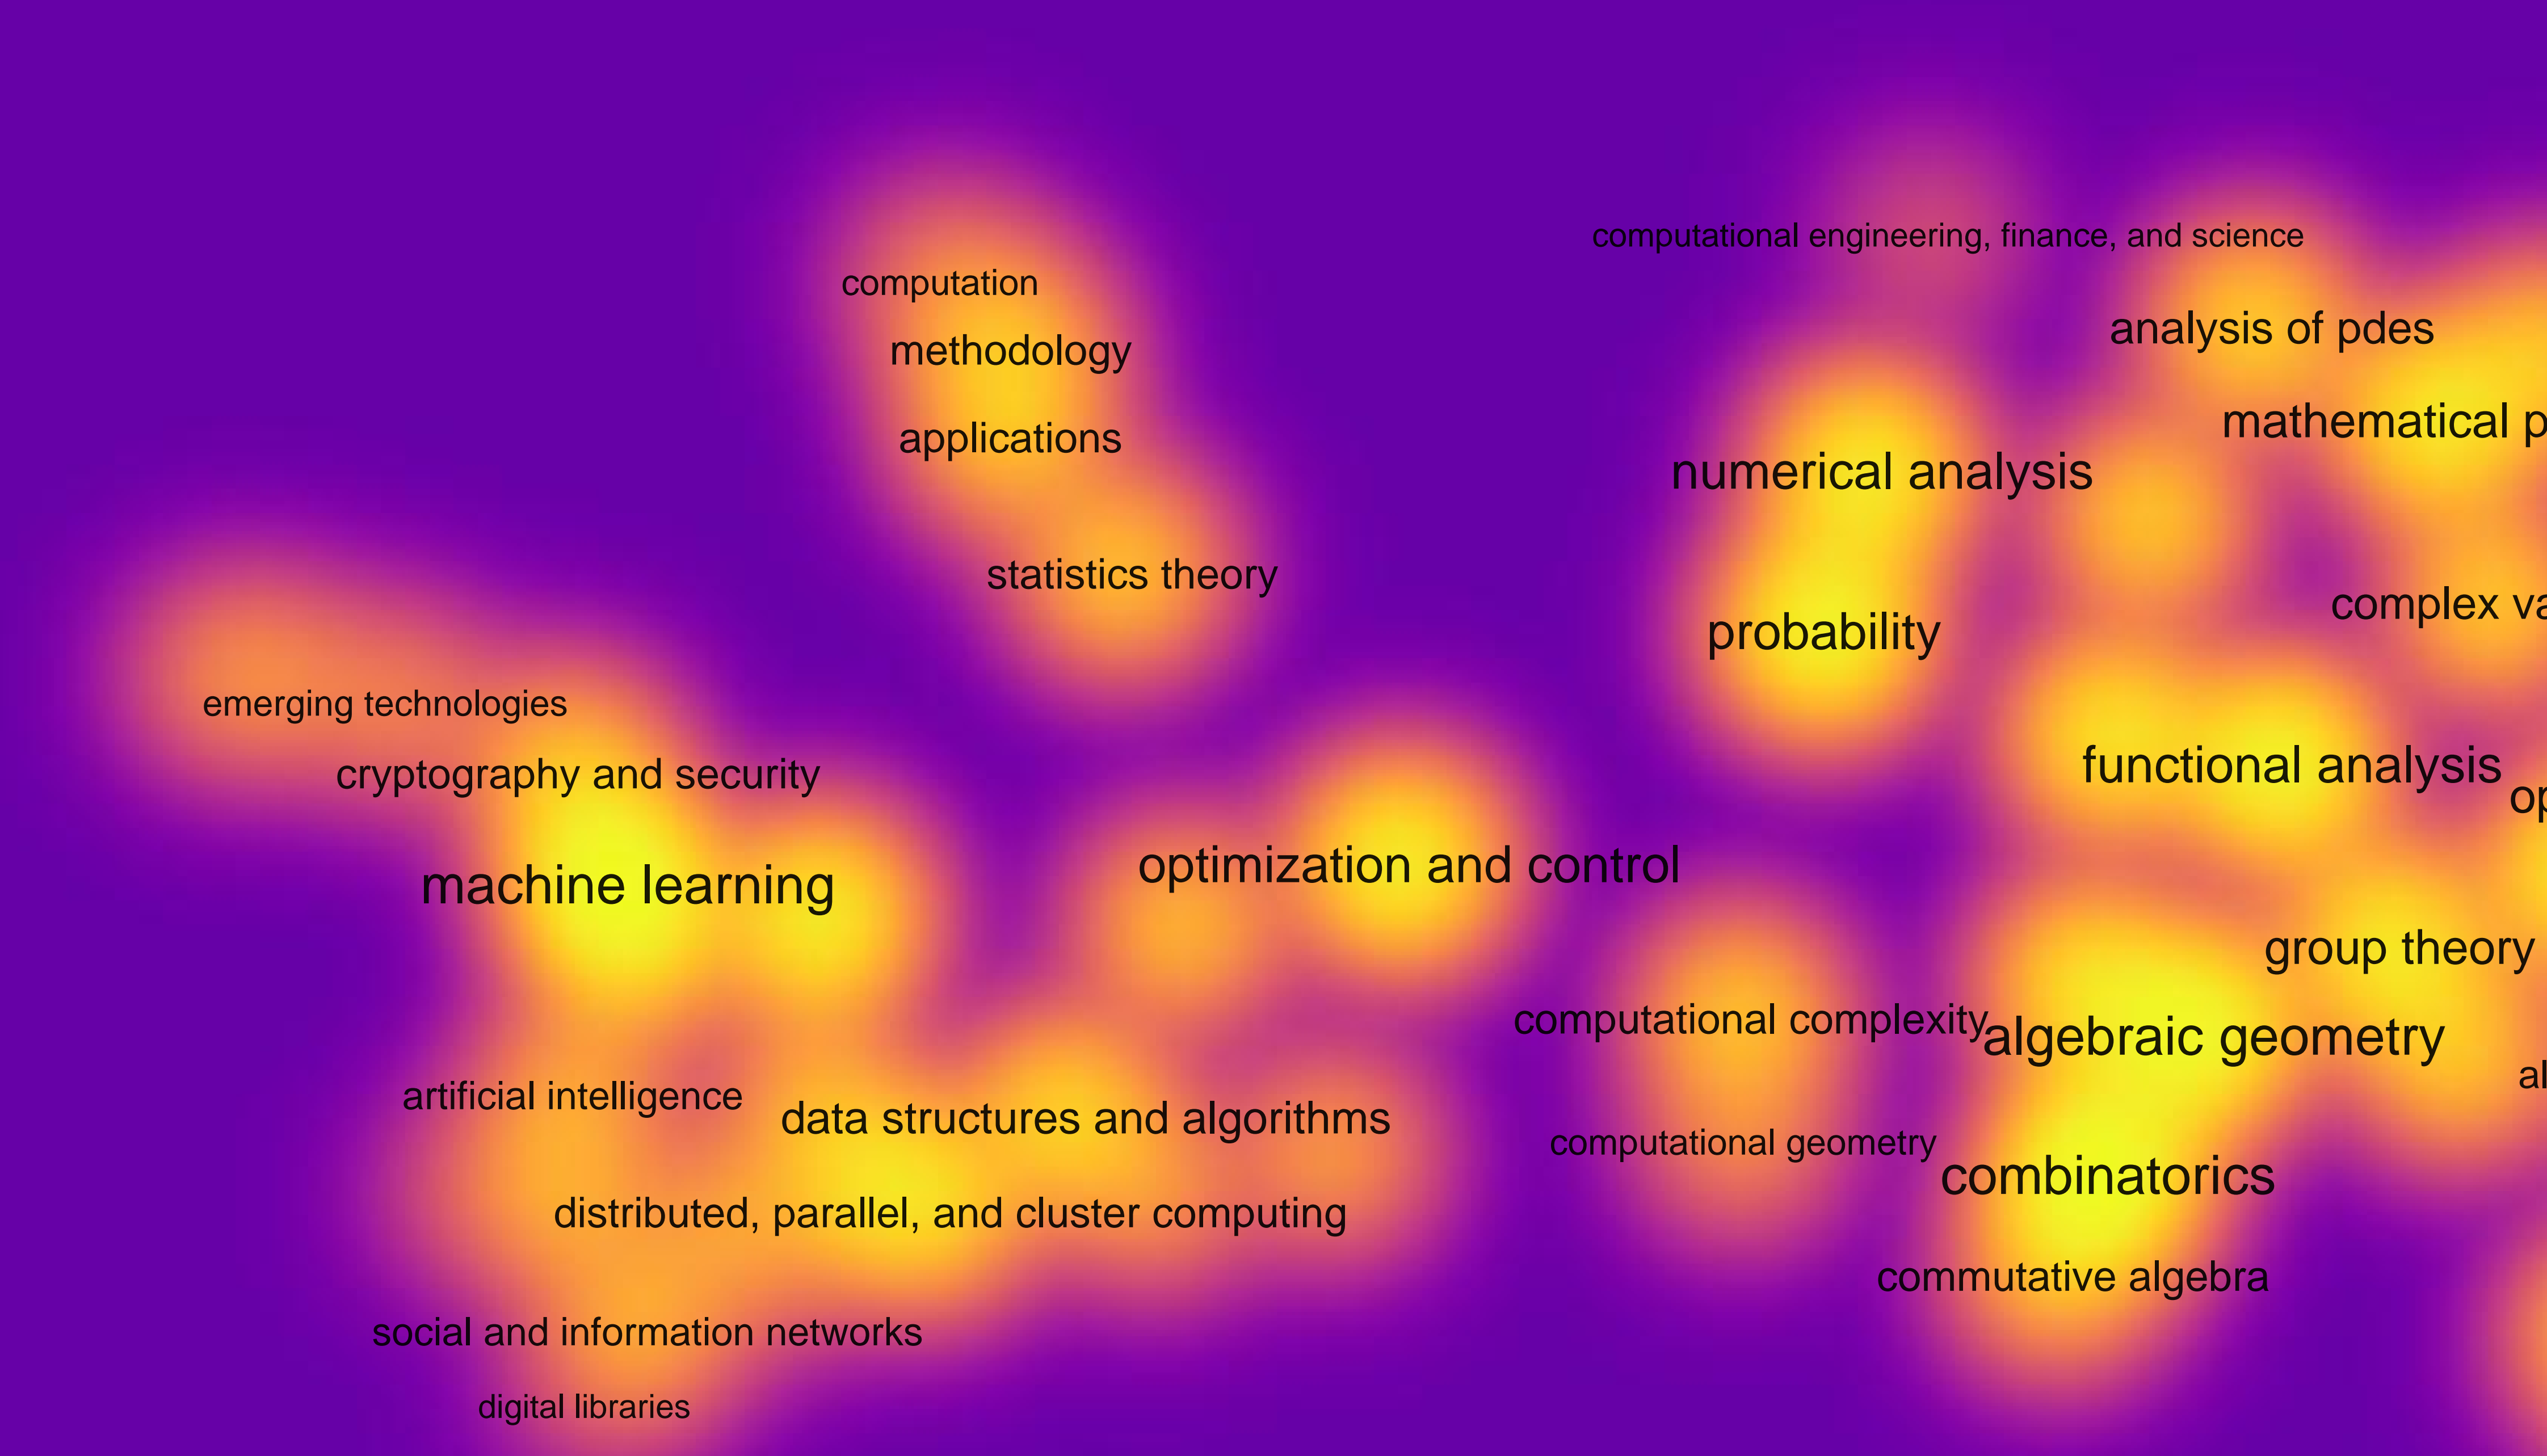 computational engineering, finance, and science
computation
analysis of pdes
methodology
mathematical p
applications
numerical analysis
statistics theory
complex va
probability
emerging technologies
functional analysis
cryptography and security
op
optimization and control
machine learning
group theory
computational complexity
algebraic geometry
al
artificial intelligence
data structures and algorithms
computational geometry
combinatorics
distributed, parallel, and cluster computing
commutative algebra
social and information networks
digital libraries